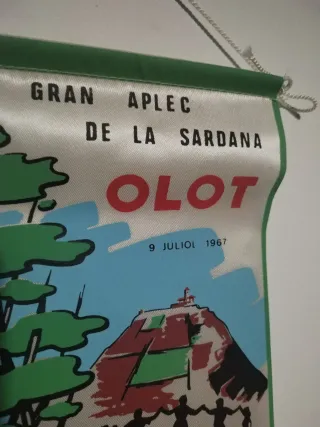 GRAN APLEC
DE LA SARDANA
OLOT
9 JULIOL 1967